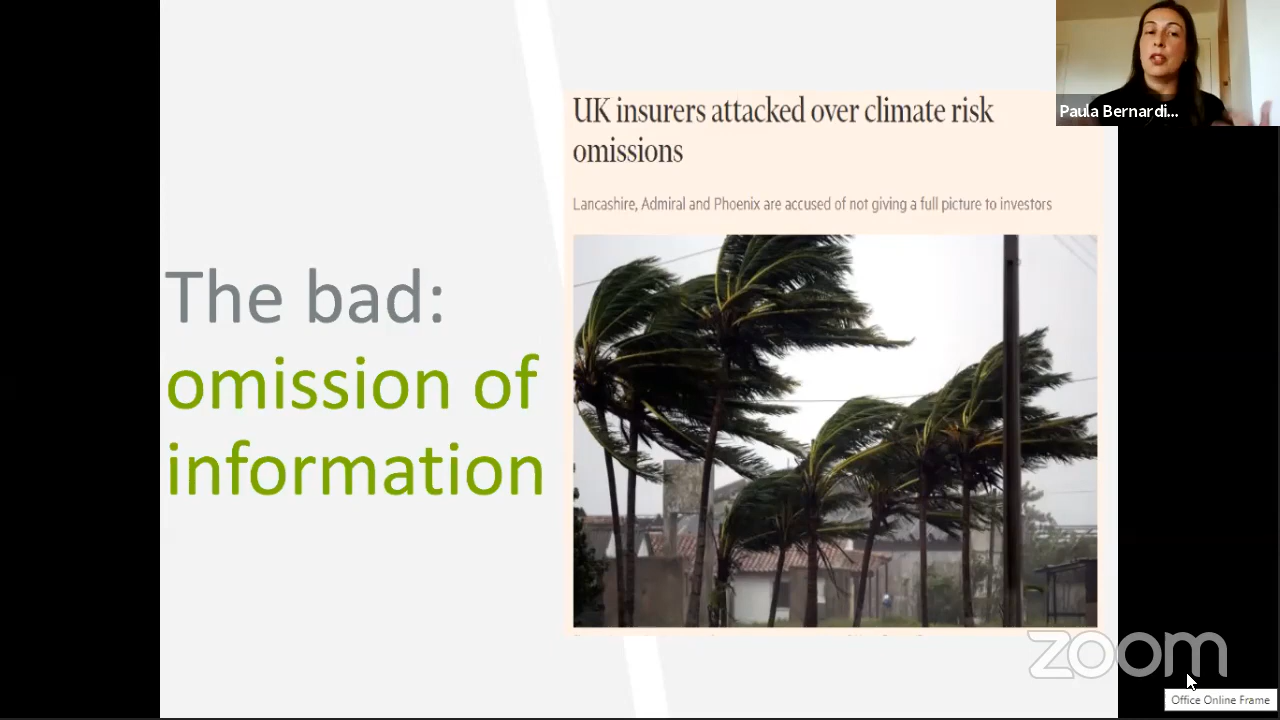 Paula Bernardi...
UK insurers attacked over climate risk
omissions
Lancashire, Admiral and Phoenix are accused of not giving a full picture to investors
The bad:
omission of
information
zoom
Office Online Frame